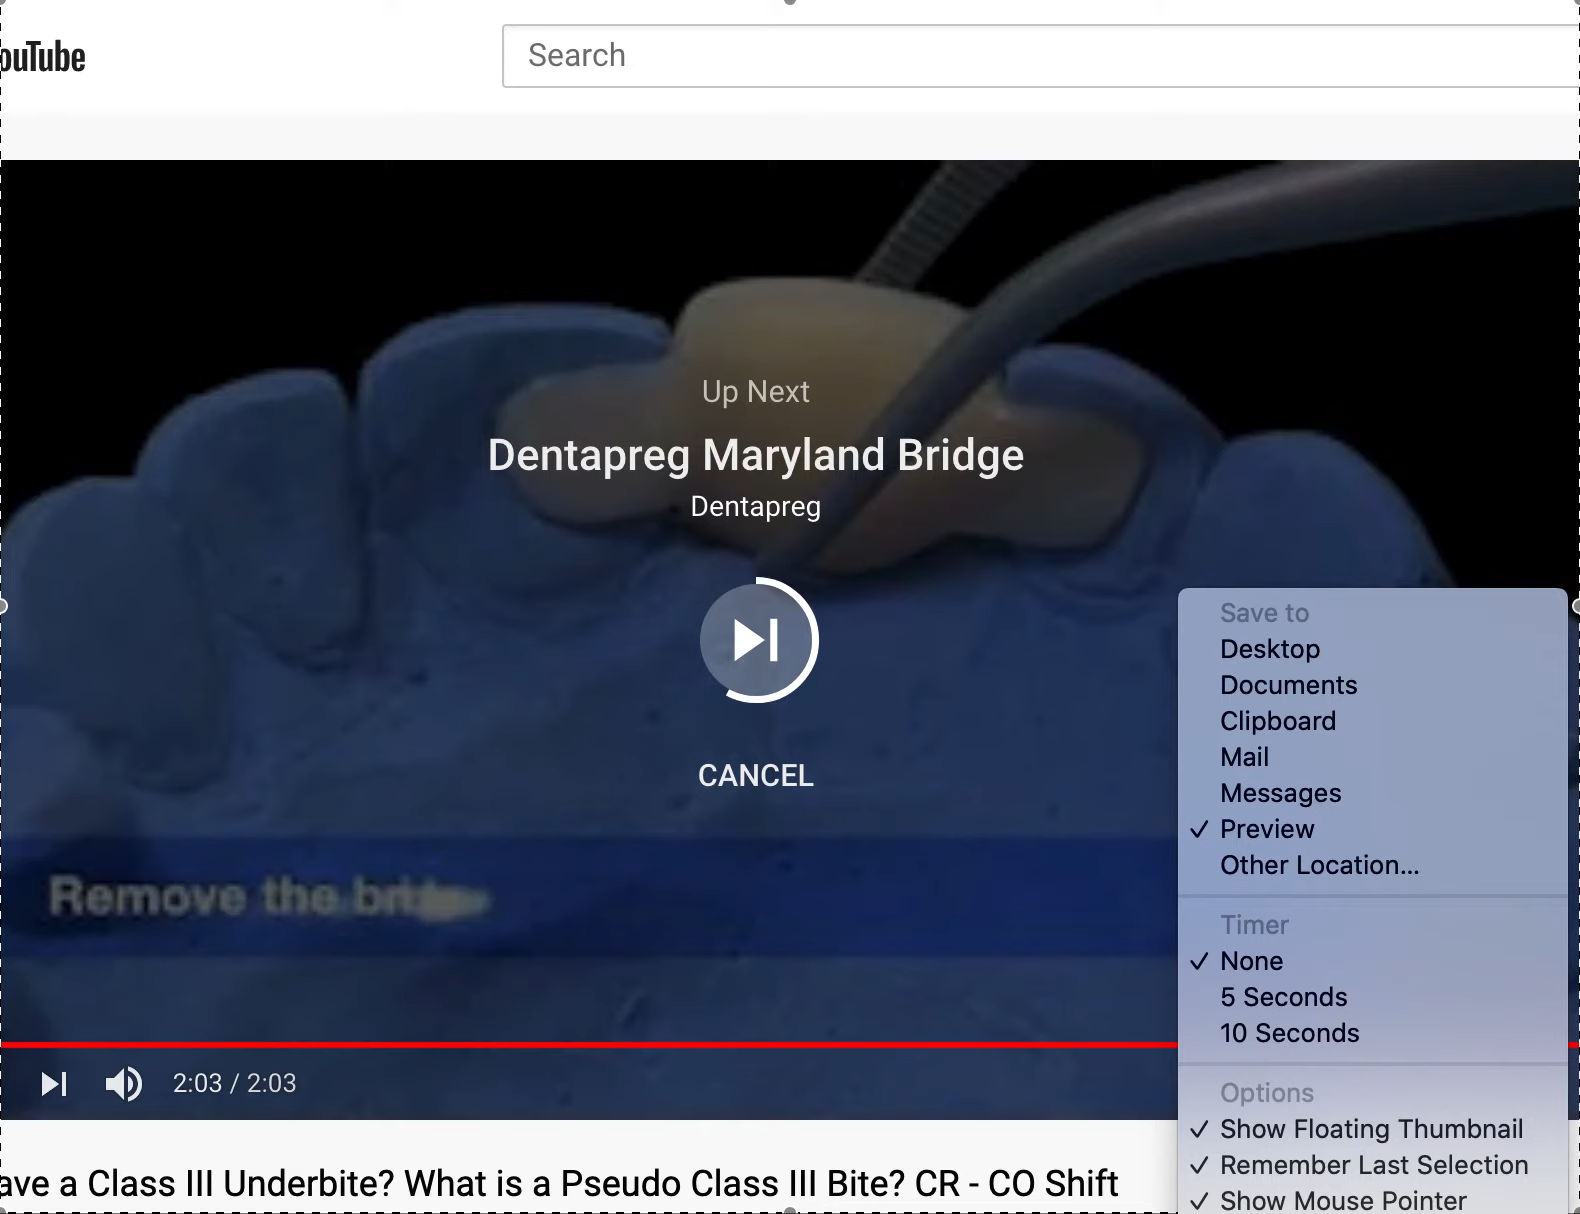 ouTube
Search
Up Next
Dentapreg Maryland Bridge
Dentapreg
CANCEL
Remove the
2:03 / 2:03
ave a Class III Underbite? What is a Pseudo Class III Bite? CR - CO Shift
Save to
Desktop
Documents
Clipboard
Mail
Messages
✓ Preview
Other Location...
Timer
✓ None
5 Seconds
10 Seconds
Options
✓ Show Floating Thumbnail
✓ Remember Last Selection
✓ Show Mouse Pointer